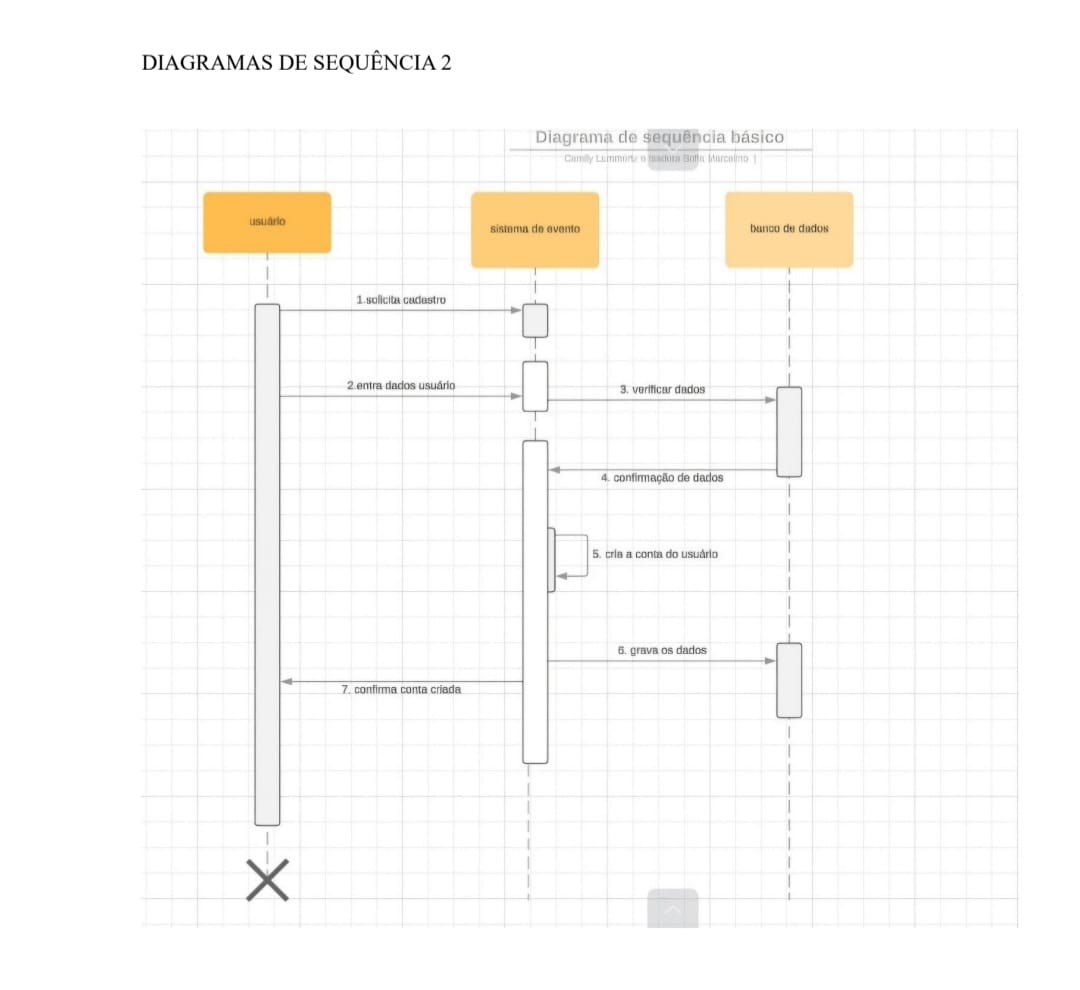 DIAGRAMAS DE SEQUÊNCIA 2
Diagrama de sequência básico
Camily Lummertz e Isadora Sofia Marcelino |
usuário
sistema de evento
banco de dados
1.solicita cadastro
2.entra dados usuário
3. verificar dados
4. confirmação de dados
5. cria a conta do usuário
6. grava os dados
7. confirma conta criada